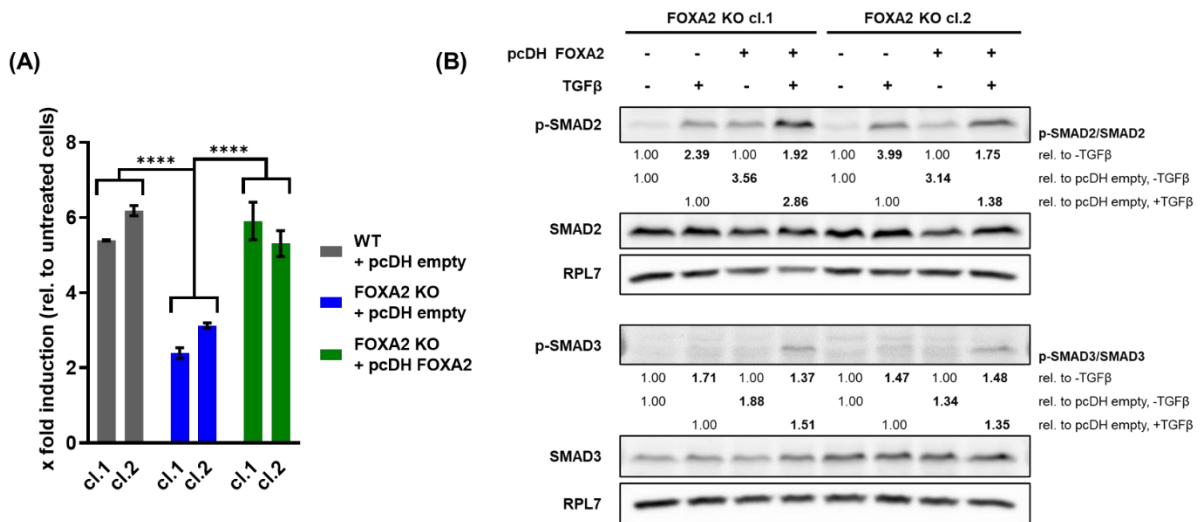 (A)
x fold induction (rel. to untreated cells)
8
6
4
2
0
****
****
cl.1
cl.2
cl.1
cl.2
cl.1
cl.2
WT
+ pcDH empty
FOXA2 KO
+ pcDH empty
FOXA2 KO
+ pcDH FOXA2
(B)
FOXA2 KO cl.1 FOXA2 KO cl.2
pcDH FOXA2 - - + + - - + +
TGFβ - + - + - + - +
p-SMAD2
p-SMAD2/SMAD2
1.00 2.39 1.00 1.92 1.00 3.99 1.00 1.75 rel. to -TGFβ
1.00 3.56 1.00 3.14 rel. to pcDH empty, -TGFβ
1.00 2.86 1.00 1.38 rel. to pcDH empty, +TGFβ
SMAD2
RPL7
p-SMAD3
p-SMAD3/SMAD3
1.00 1.71 1.00 1.37 1.00 1.47 1.00 1.48 rel. to -TGFβ
1.00 1.88 1.00 1.34 rel. to pcDH empty, -TGFβ
1.00 1.51 1.00 1.35 rel. to pcDH empty, +TGFβ
SMAD3
RPL7